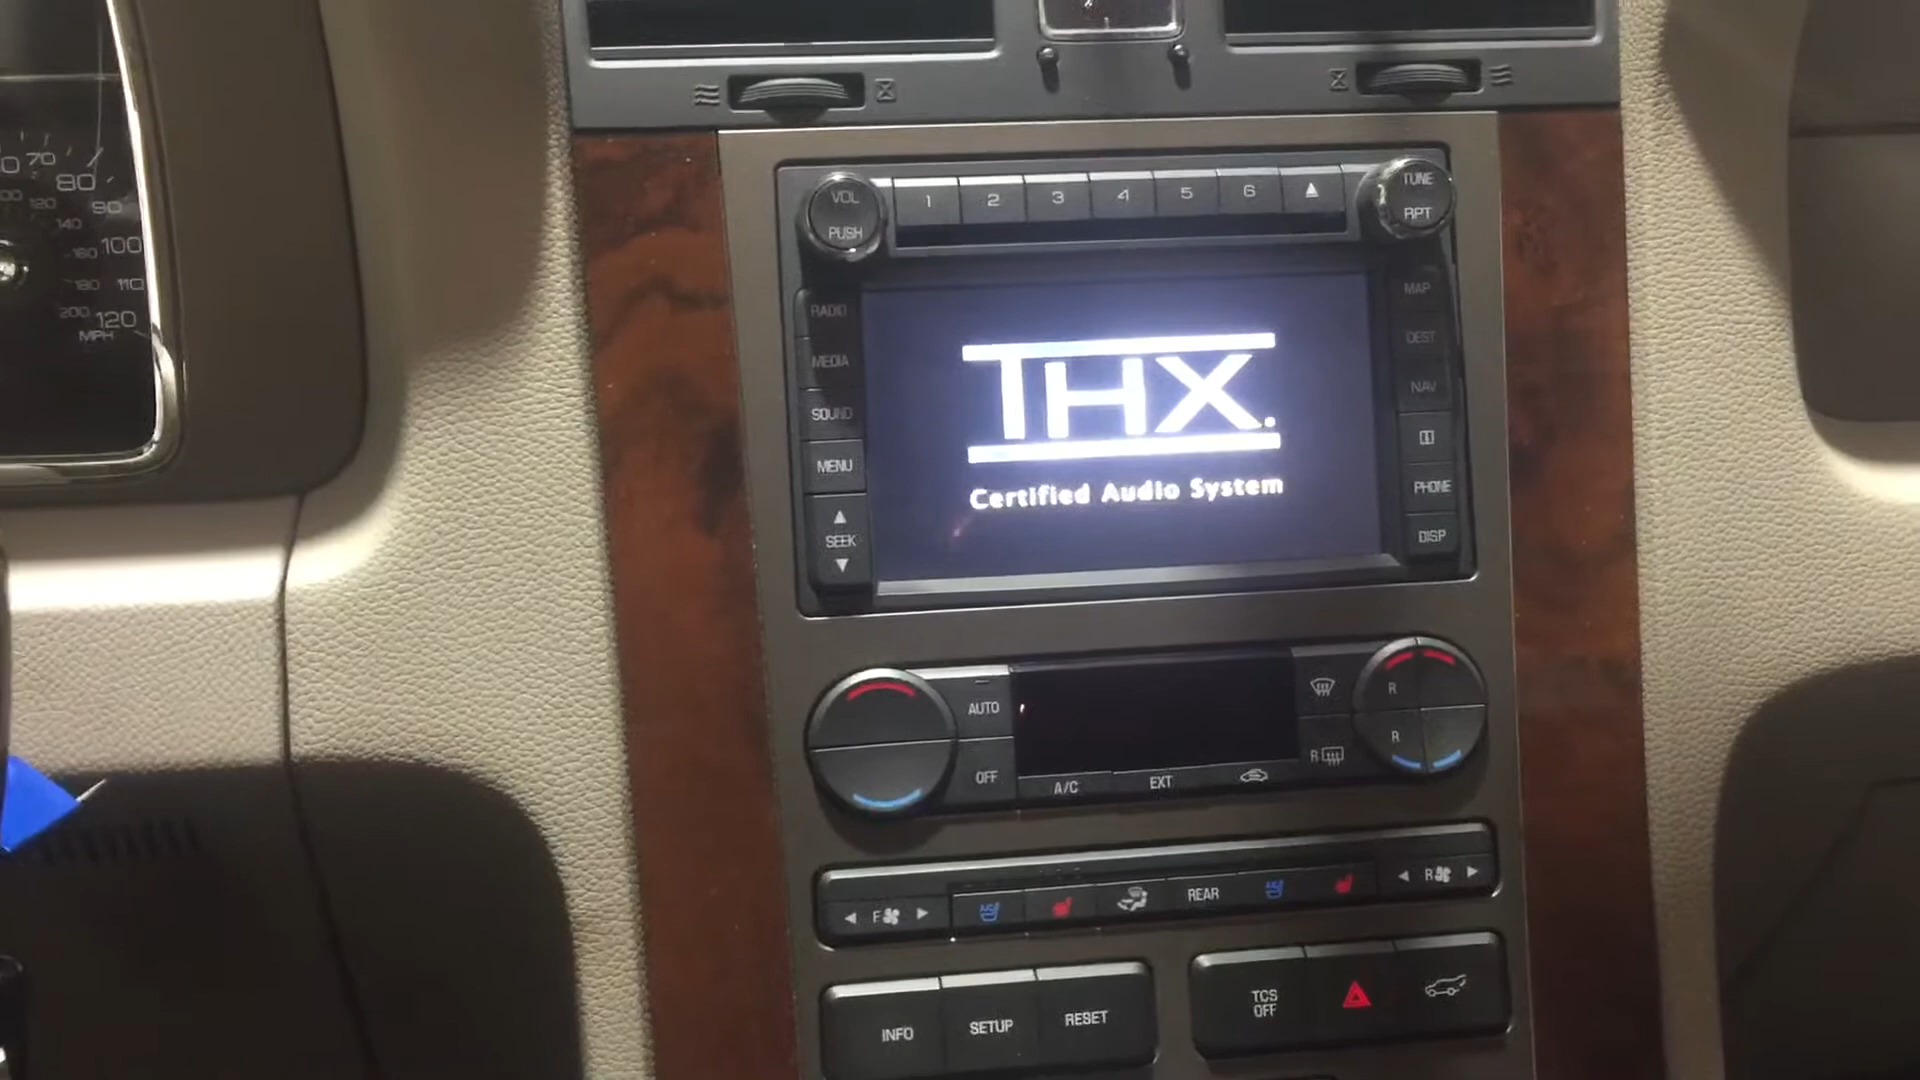 70
80
90
100
110
120
MPH
120
140
160
180
200
VOL
PUSH
1
2
3
4
5
6
TUNE
RPT
RADIO
MEDIA
SOUND
MENU
SEEK
THX.
Certified Audio System
MAP
DEST
NAV
PHONE
DISP
AUTO
OFF
A/C
EXT
R
R
R
F
REAR
R
INFO
SETUP
RESET
TCS
OFF